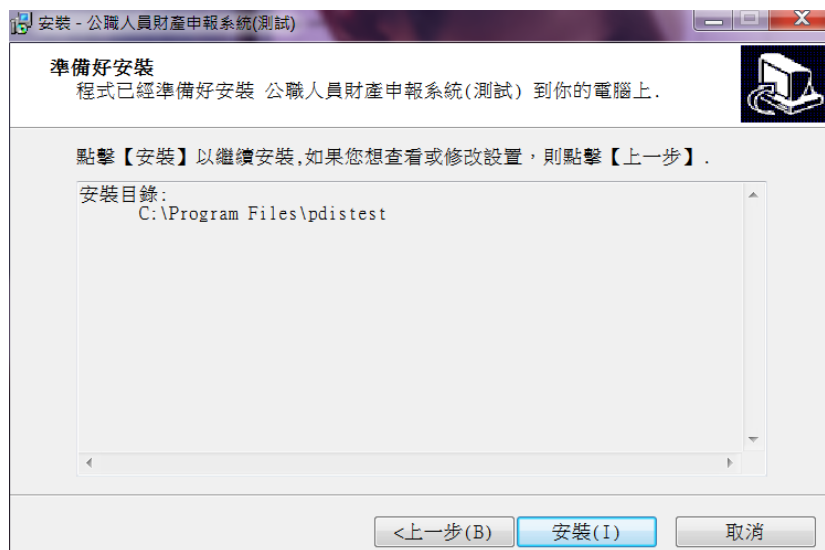 安裝 - 公職人員財產申報系統(測試)
準備好安裝
程式已經準備好安裝 公職人員財產申報系統(測試) 到你的電腦上.
點擊【安裝】以繼續安裝,如果您想查看或修改設置，則點擊【上一步】.
安裝目錄:
C:\Program Files\pdistest
<上一步(B)
安裝(I)
取消